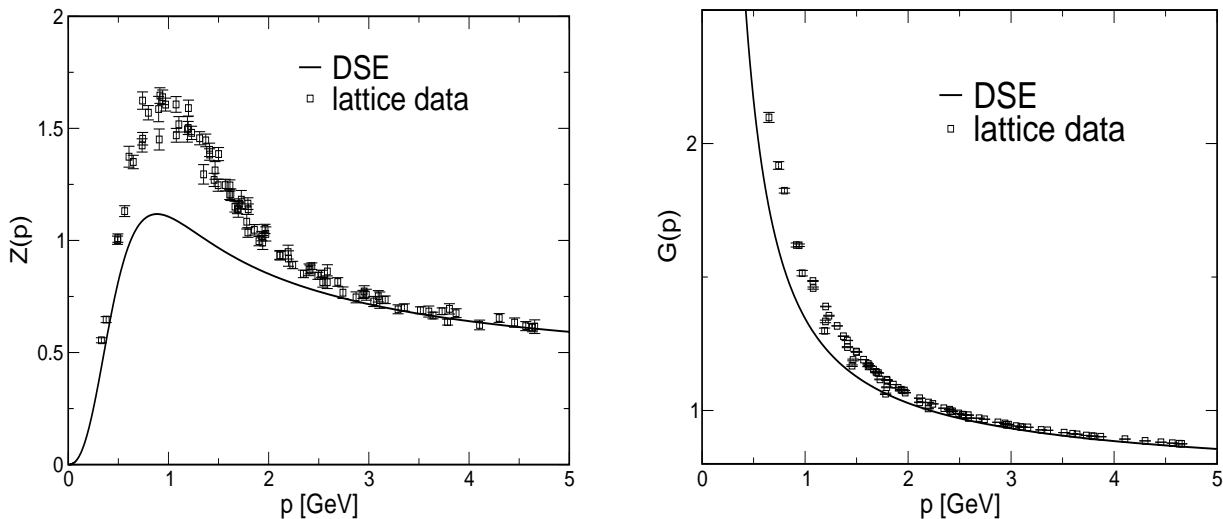 2
1.5
1
0.5
0
Z(p)
DSE
lattice data
0 1 2 3 4 5
p [GeV]
2
1
G(p)
DSE
lattice data
0 1 2 3 4 5
p [GeV]